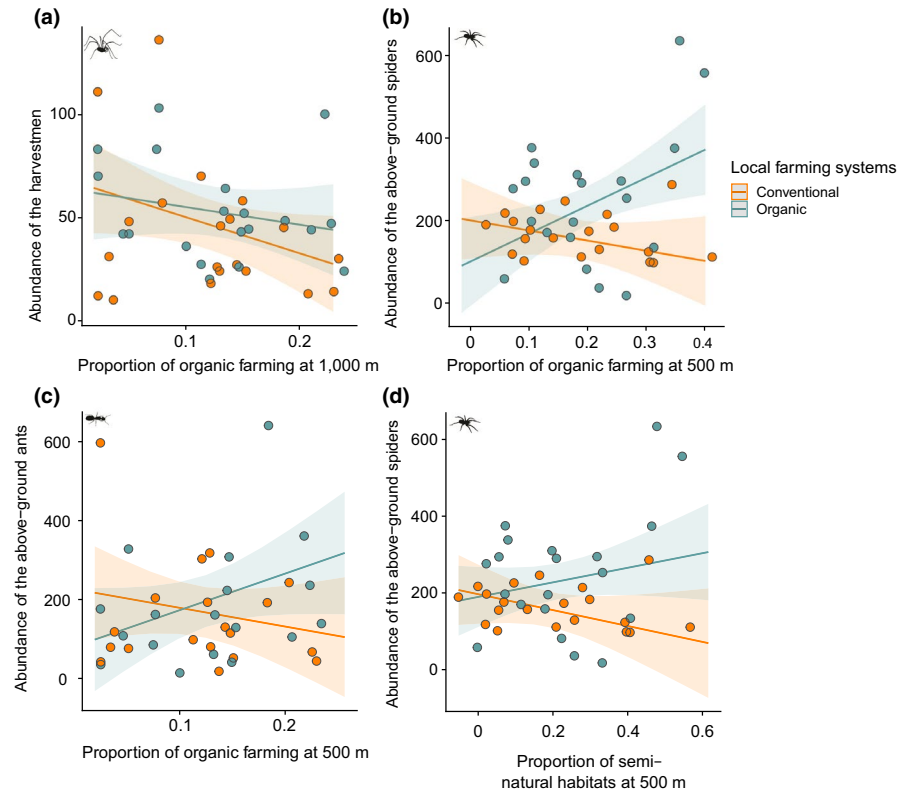 (a)
Abundance of the harvestmen
100
50
0
0.1
0.2
Proportion of organic farming at 1,000 m
(b)
Abundance of the above−ground spiders
600
400
200
0
0
0.1
0.2
0.3
0.4
Proportion of organic farming at 500 m
Local farming systems
Conventional
Organic
(c)
Abundance of the above−ground ants
600
400
200
0
0.1
0.2
Proportion of organic farming at 500 m
(d)
Abundance of the above−ground spiders
600
400
200
0
0
0.2
0.4
0.6
Proportion of semi−
natural habitats at 500 m